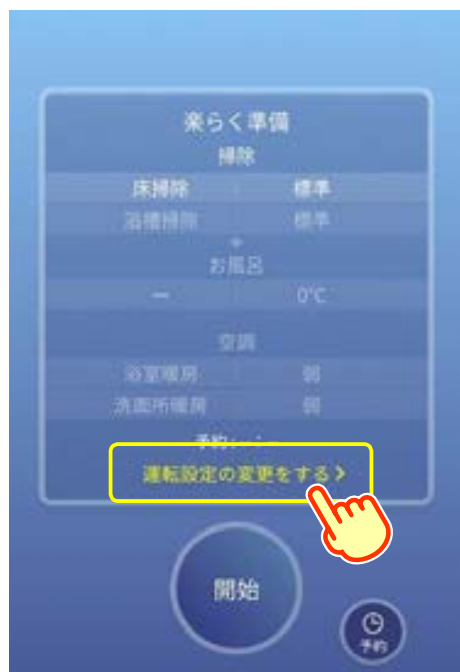 楽らく準備
掃除
床掃除 標準
浴槽掃除 標準
お風呂
ー 0℃
空調
浴室暖房 弱
洗面所暖房 弱
予約:--:--
運転設定の変更をする>
開始
予約